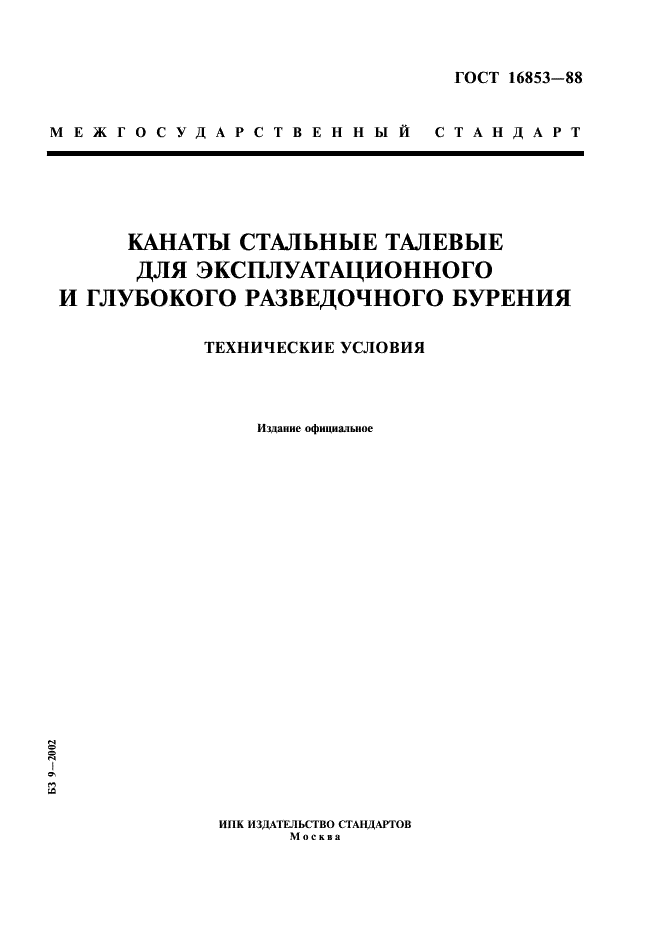 ГОСТ 16853—88
МЕЖГОСУДАРСТВЕННЫЙ СТАНДАРТ
КАНАТЫ СТАЛЬНЫЕ ТАЛЕВЫЕ
ДЛЯ ЭКСПЛУАТАЦИОННОГО
И ГЛУБОКОГО РАЗВЕДОЧНОГО БУРЕНИЯ
ТЕХНИЧЕСКИЕ УСЛОВИЯ
Издание официальное
БЗ 9—2002
ИПК ИЗДАТЕЛЬСТВО СТАНДАРТОВ
Москва